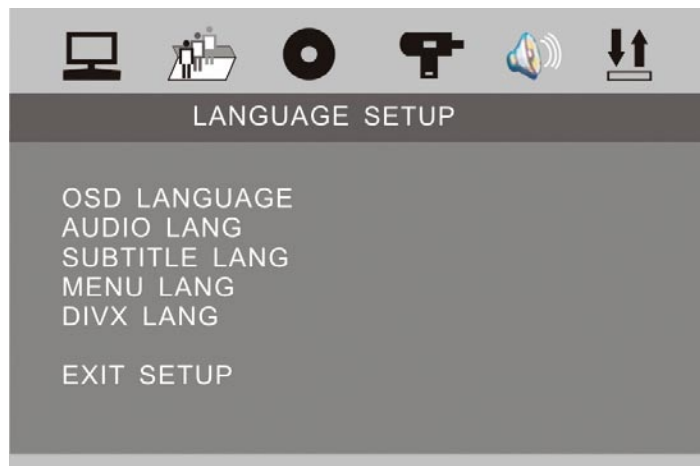 LANGUAGE SETUP
OSD LANGUAGE
AUDIO LANG
SUBTITLE LANG
MENU LANG
DIVX LANG
EXIT SETUP